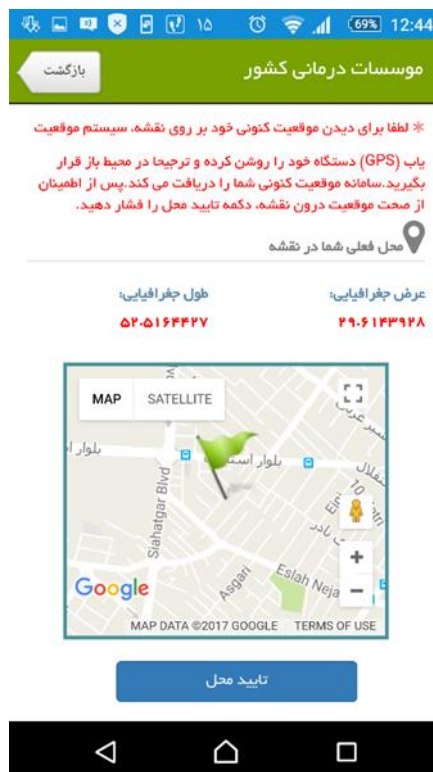 ۱۵ 69% 12:44
موسسات درمانی کشور
بازگشت
* لطفا برای دیدن موقعیت کنونی خود بر روی نقشه، سیستم موقعیت
یاب (GPS) دستگاه خود را روشن کرده و ترجیحا در محیط باز قرار
بگیرید.سامانه موقعیت کنونی شما را دریافت می کند.پس از اطمینان
از صحت موقعیت درون نقشه، دکمه تایید محل را فشار دهید.
محل فعلی شما در نقشه
عرض جغرافیایی: طول جغرافیایی:
۲۹.۶۱۴۳۹۲۸ ۵۲.۵۱۶۴۴۲۷
MAP SATELLITE
بلوار
بلوار
Siahatgar Blvd
10
نادر
Asgari
Eslah Neja
Google
MAP DATA ©2017 GOOGLE TERMS OF USE
تایید محل